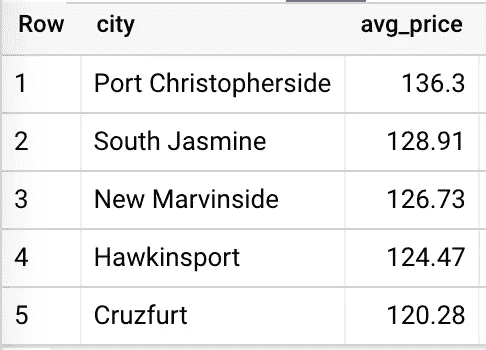 Row city avg_price
1 Port Christopherside 136.3
2 South Jasmine 128.91
3 New Marvinside 126.73
4 Hawkinsport 124.47
5 Cruzfurt 120.28